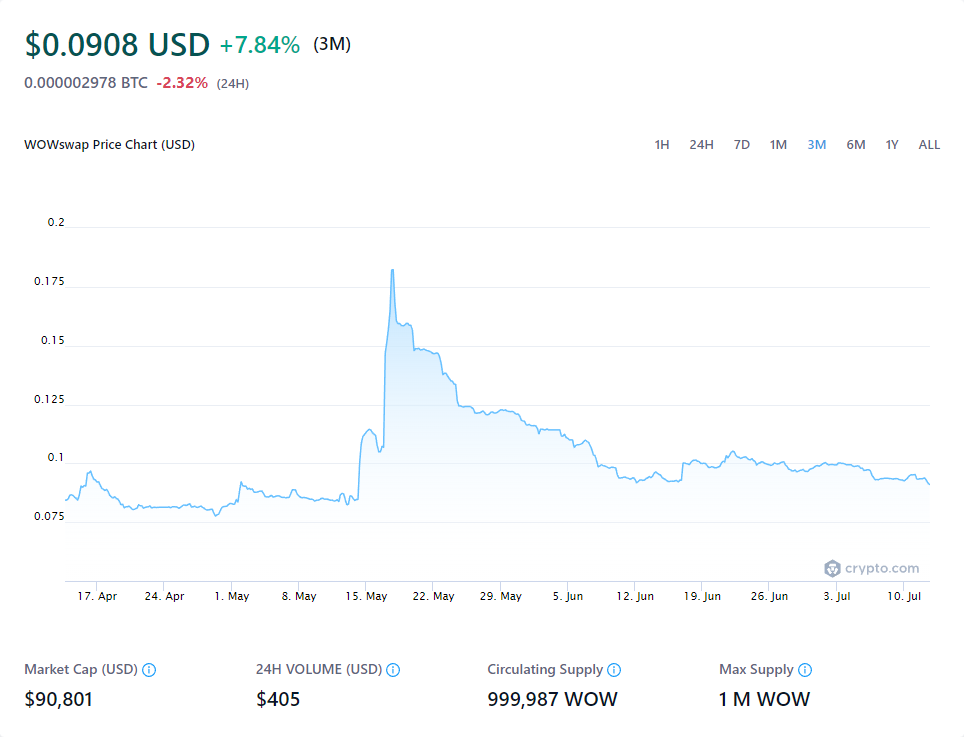 $0.0908 USD +7.84% (3M)
0.000002978 BTC -2.32% (24H)
WOWswap Price Chart (USD) 1H 24H 7D 1M 3M 6M 1Y ALL
0.2
0.175
0.15
0.125
0.1
0.075
crypto.com
17. Apr 24. Apr 1. May 8. May 15. May 22. May 29. May 5. Jun 12. Jun 19. Jun 26. Jun 3. Jul 10. Jul
Market Cap (USD) 24H VOLUME (USD) Circulating Supply Max Supply
$90,801 $405 999,987 WOW 1 M WOW